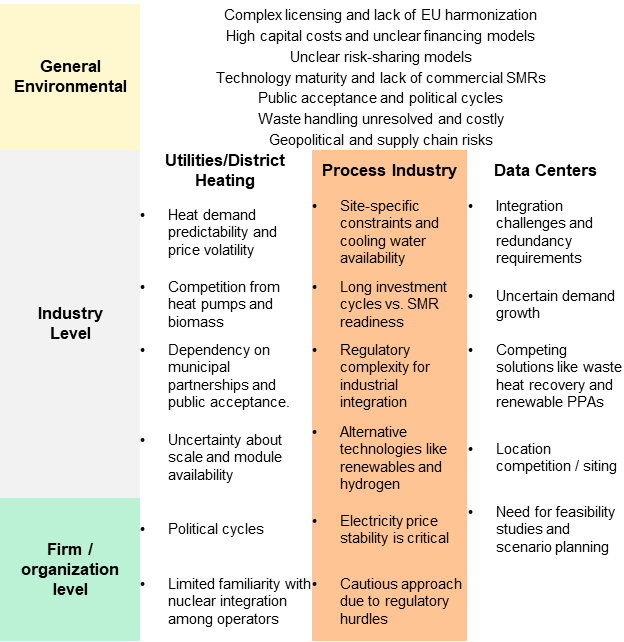 General
Environmental
Complex licensing and lack of EU harmonization
High capital costs and unclear financing models
Unclear risk-sharing models
Technology maturity and lack of commercial SMRs
Public acceptance and political cycles
Waste handling unresolved and costly
Geopolitical and supply chain risks
Industry
Level
Utilities/District
Heating
• Heat demand
predictability and
price volatility
• Competition from
heat pumps and
biomass
• Dependency on
municipal
partnerships and
public acceptance.
• Uncertainty about
scale and module
availability
Process Industry
• Site-specific
constraints and
cooling water
availability
• Long investment
cycles vs. SMR
readiness
• Regulatory
complexity for
industrial
integration
• Alternative
technologies like
renewables and
hydrogen
Data Centers
• Integration
challenges and
redundancy
requirements
• Uncertain demand
growth
• Competing
solutions like waste
heat recovery and
renewable PPAs
• Location
competition / siting
Firm /
organization
level
• Political cycles
• Limited familiarity with
nuclear integration
among operators
• Electricity price
stability is critical
• Cautious approach
due to regulatory
hurdles
• Need for feasibility
studies and
scenario planning